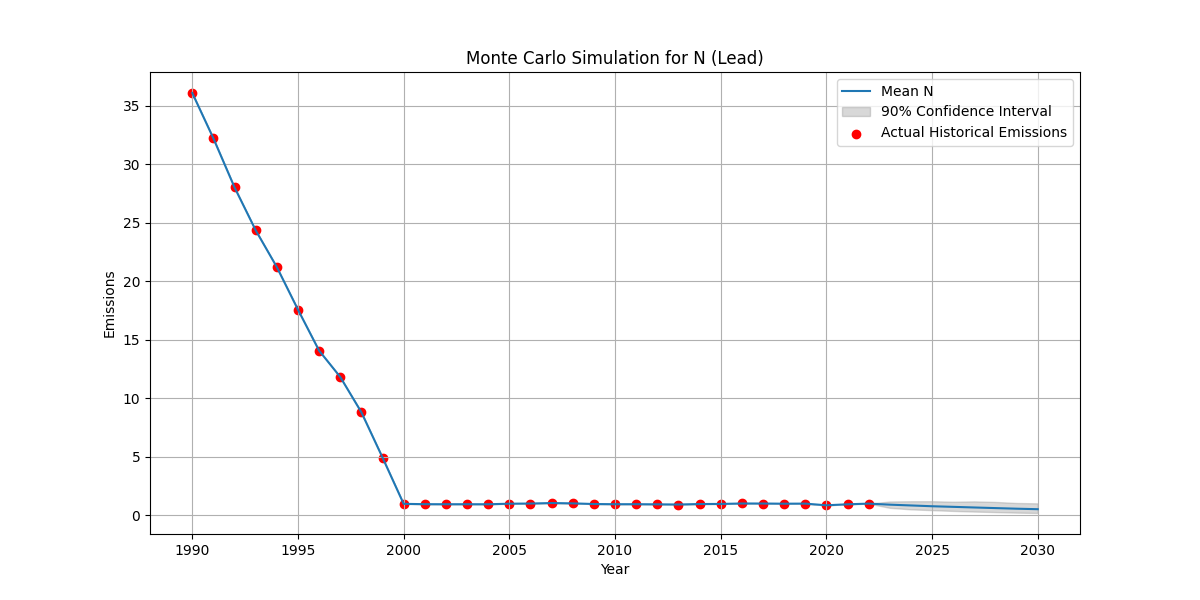 Monte Carlo Simulation for N (Lead)
Mean N
90% Confidence Interval
Actual Historical Emissions
35
30
25
20
15
10
5
0
Emissions
1990 1995 2000 2005 2010 2015 2020 2025 2030
Year